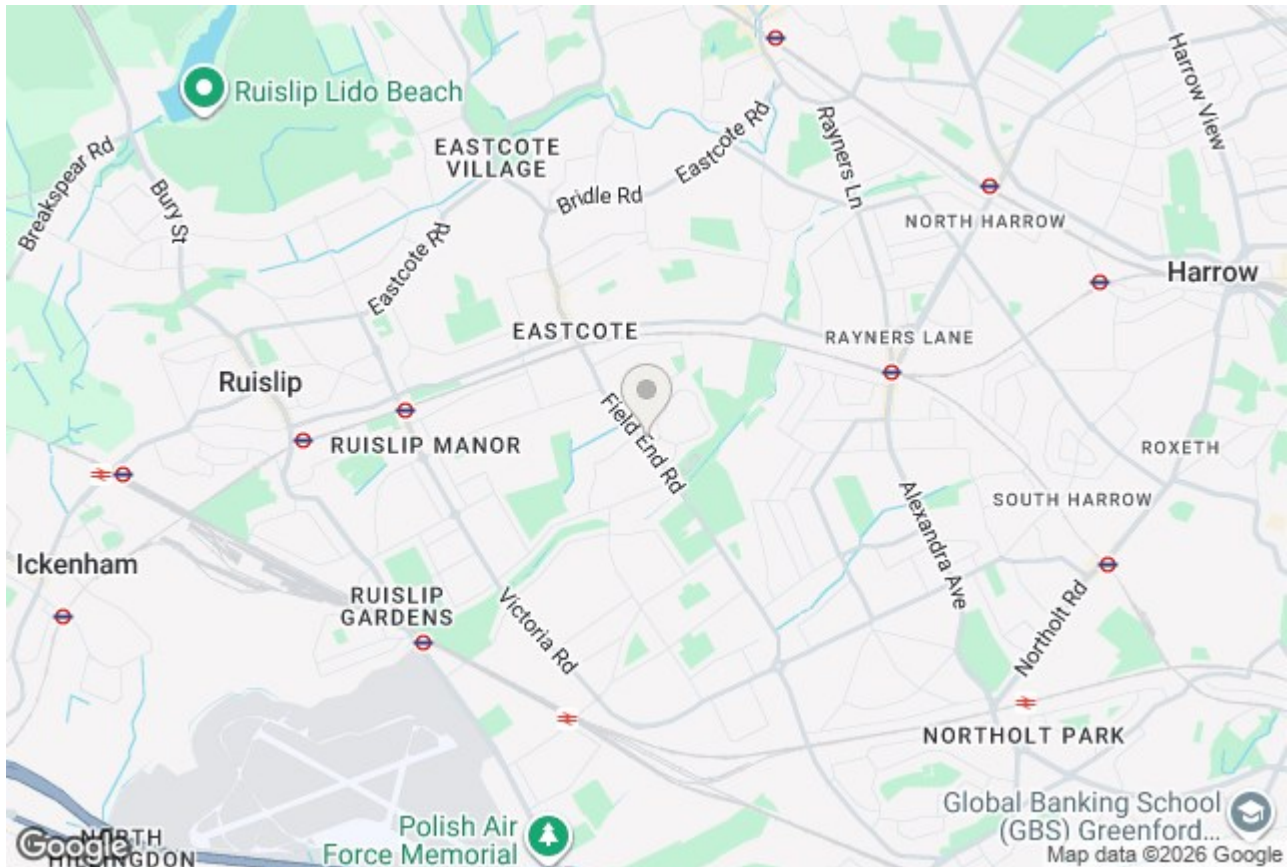 Ruislip Lido Beach
Breakspear Rd
Bury St
EASTCOTE
VILLAGE
Eastcote Rd
Bridle Rd
Eastcote Rd
Rayners Ln
Harrow View
NORTH HARROW
Harrow
EASTCOTE
RAYNERS LANE
Ruislip
RUISLIP MANOR
Field End Rd
ROXETH
SOUTH HARROW
Alexandra Ave
Ickenham
RUISLIP
GARDENS
Victoria Rd
Northolt Rd
NORTHOLT PARK
Polish Air
Force Memorial
Global Banking School
(GBS) Greenford...
NORTH
HILLINGDON
Google
Map data ©2026 Google